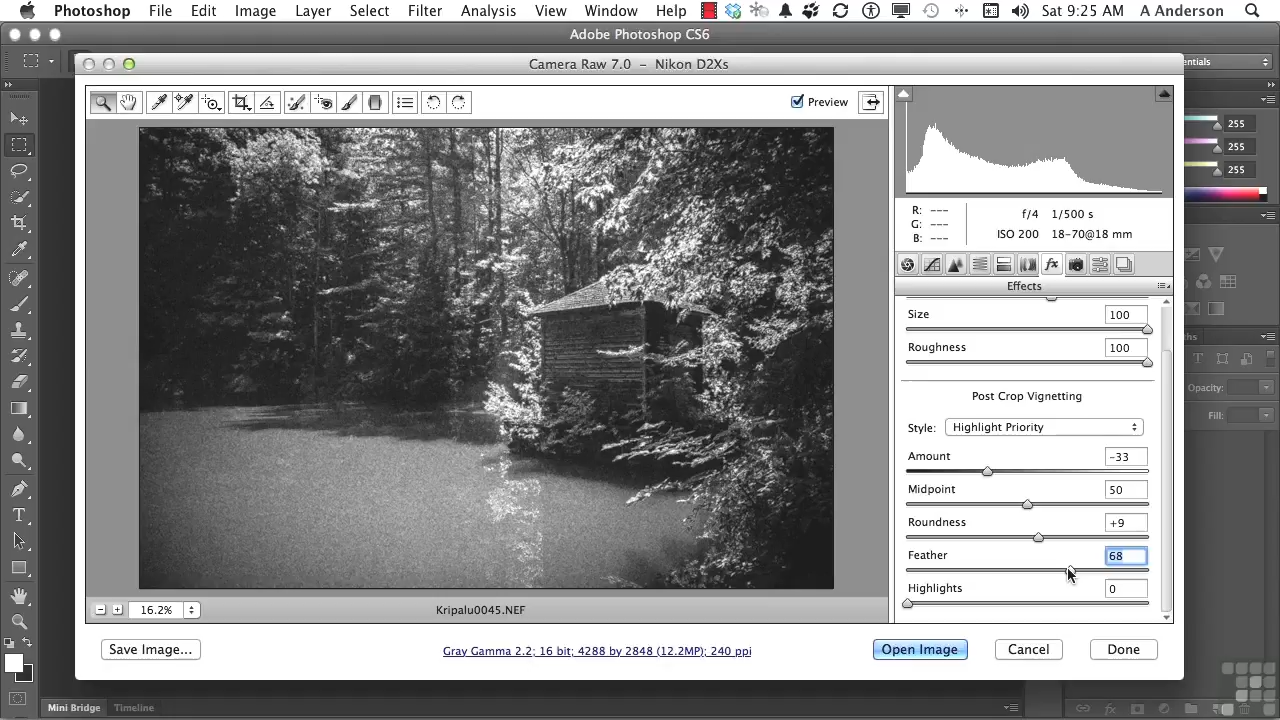 Photoshop File Edit Image Layer Select Filter Analysis View Window Help Sat 9:25 AM A Anderson
Adobe Photoshop CS6
Camera Raw 7.0 – Nikon D2Xs
entials
Preview
255
255
255
R: ---
G: ---
B: ---
f/4 1/500 s
ISO 200 18-70@18 mm
fx
Effects
Size 100
Roughness 100
ths
Post Crop Vignetting
Opacity:
Fill:
Style: Highlight Priority
Amount -33
Midpoint 50
Roundness +9
Feather 68
Highlights 0
16.2% Kripalu0045.NEF
Save Image... Gray Gamma 2.2; 16 bit; 4288 by 2848 (12.2MP); 240 ppi Open Image Cancel Done
Mini Bridge Timeline
fx